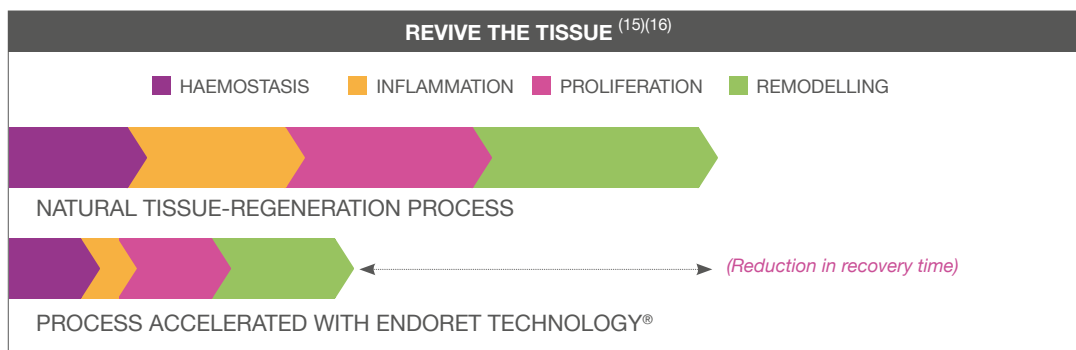 REVIVE THE TISSUE (15)(16)
HAEMOSTASIS INFLAMMATION PROLIFERATION REMODELLING
NATURAL TISSUE-REGENERATION PROCESS
(Reduction in recovery time)
PROCESS ACCELERATED WITH ENDORET TECHNOLOGY®